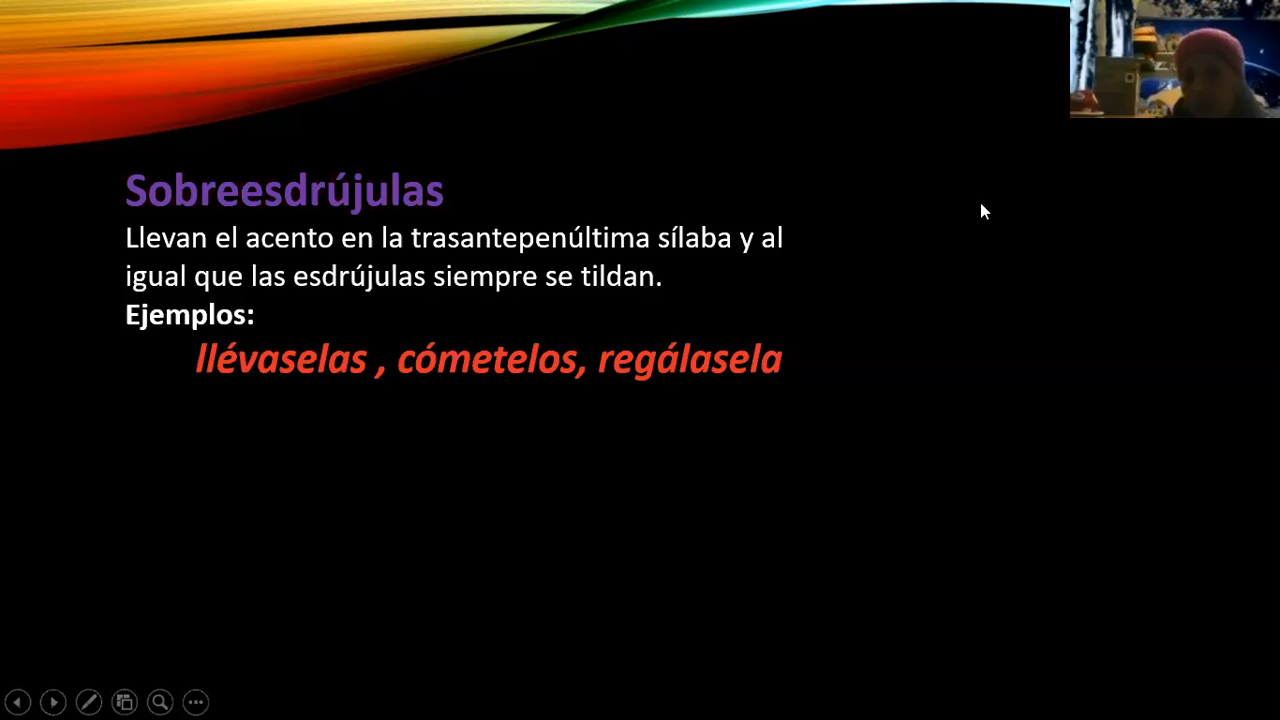 Sobreesdrújulas
Llevan el acento en la trasantepenúltima sílaba y al
igual que las esdrújulas siempre se tildan.
Ejemplos:
llévaselas , cómetelos, regálasela